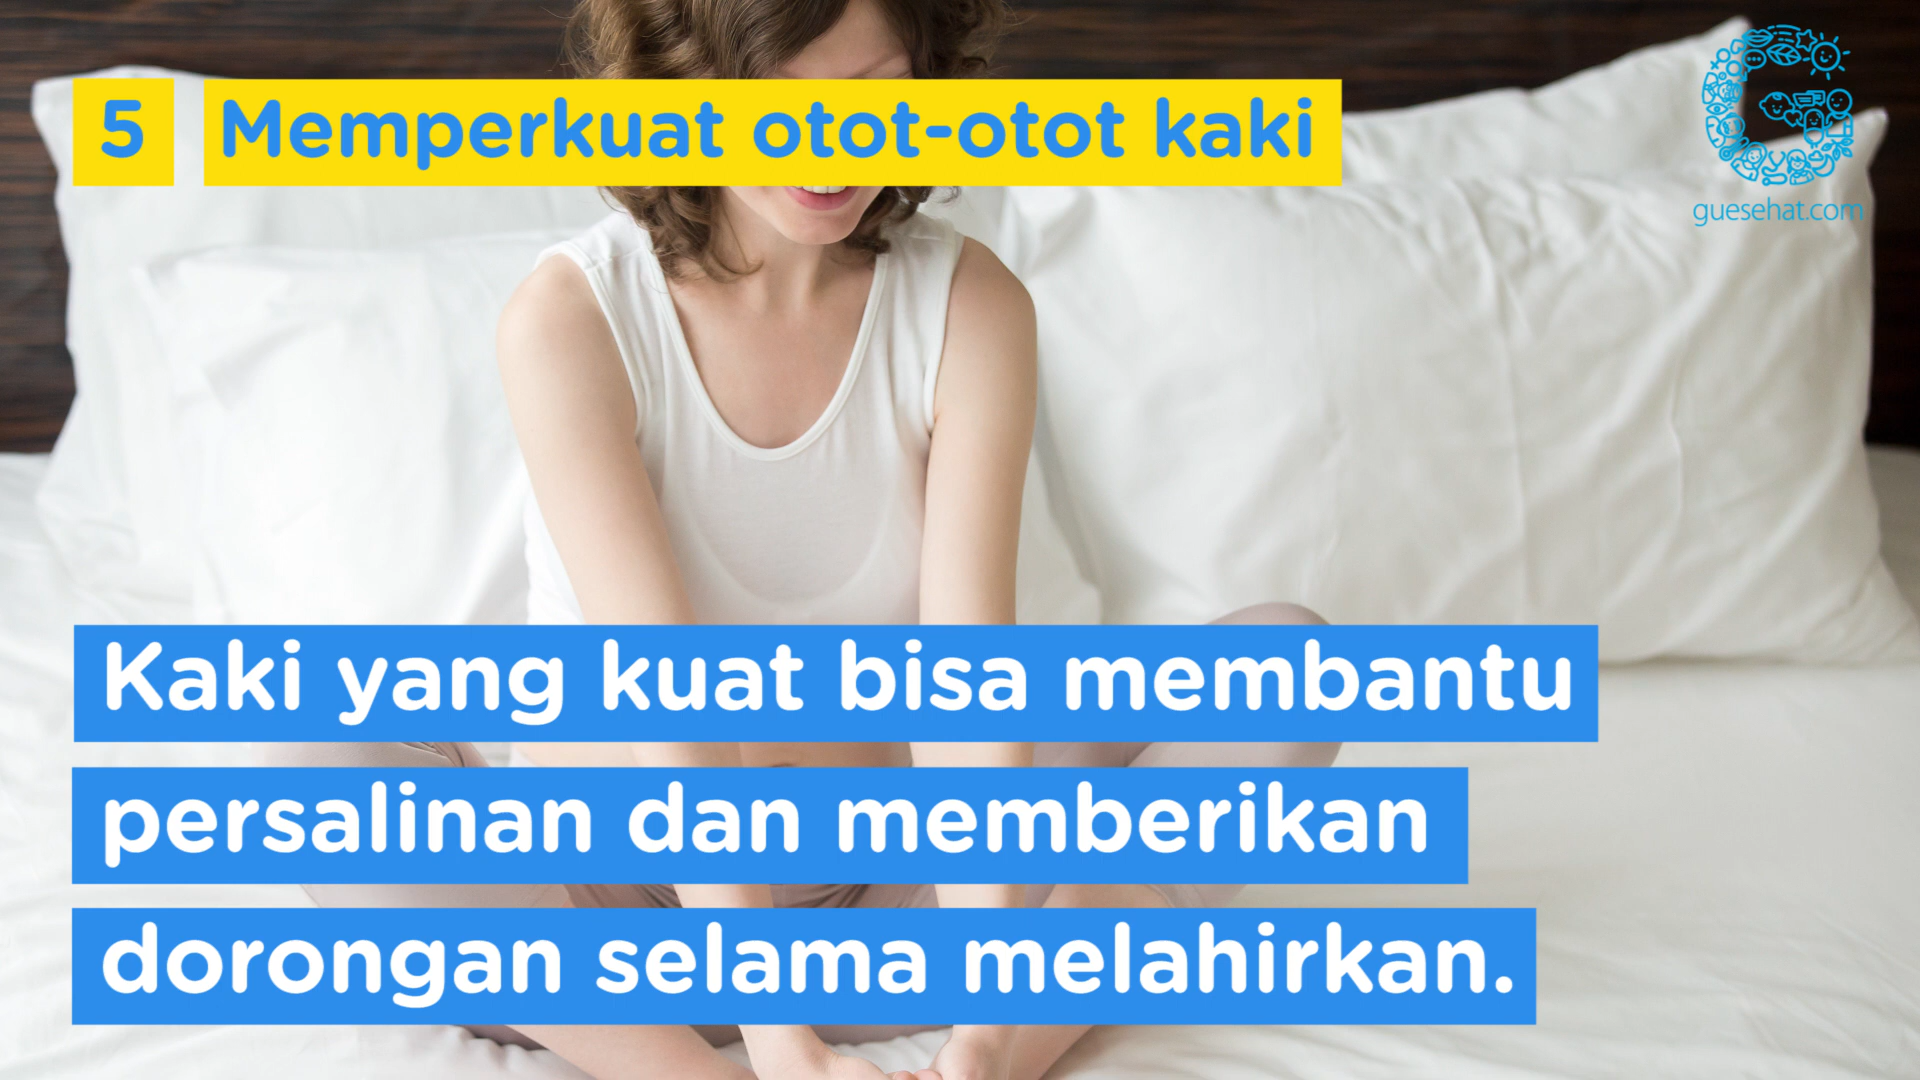 5 Memperkuat otot-otot kaki
guesehat.com
Kaki yang kuat bisa membantu
persalinan dan memberikan
dorongan selama melahirkan.